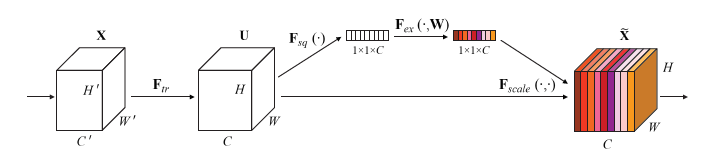 X
H'
W'
C'
F_tr
U
H
W
C
F_sq (·)
1×1×C
F_ex (·,W)
1×1×C
F_scale (·,·)
X̃
H
W
C